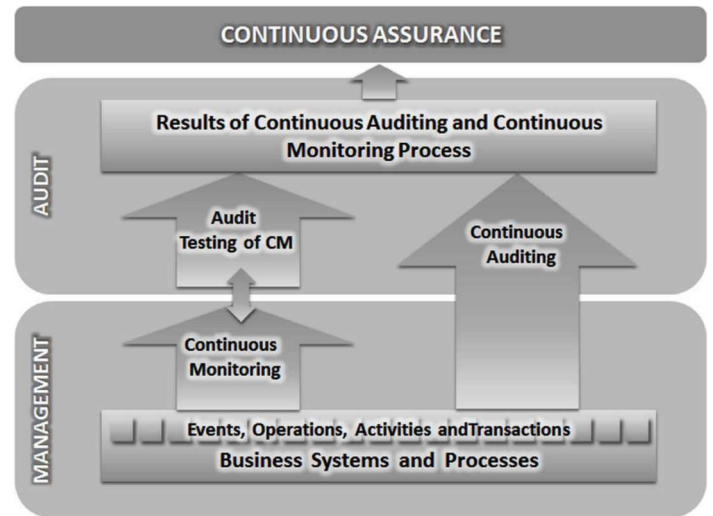 CONTINUOUS ASSURANCE
AUDIT
Results of Continuous Auditing and Continuous
Monitoring Process
Audit
Testing of CM
Continuous
Auditing
MANAGEMENT
Continuous
Monitoring
Events, Operations, Activities andTransactions
Business Systems and Processes